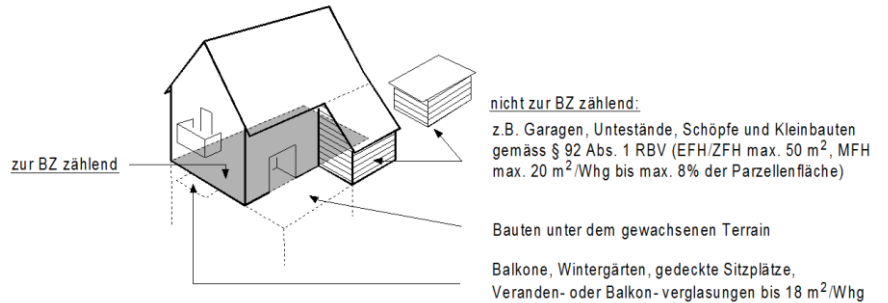 nicht zur BZ zählend:
z.B. Garagen, Unterstände, Schöpfe und Kleinbauten
gemäss § 92 Abs. 1 RBV (EFH/ZFH max. 50 m², MFH
max. 20 m²/Whg bis max. 8% der Parzellenfläche)
zur BZ zählend
Bauten unter dem gewachsenen Terrain
Balkone, Wintergärten, gedeckte Sitzplätze,
Veranden- oder Balkon- verglasungen bis 18 m²/Whg